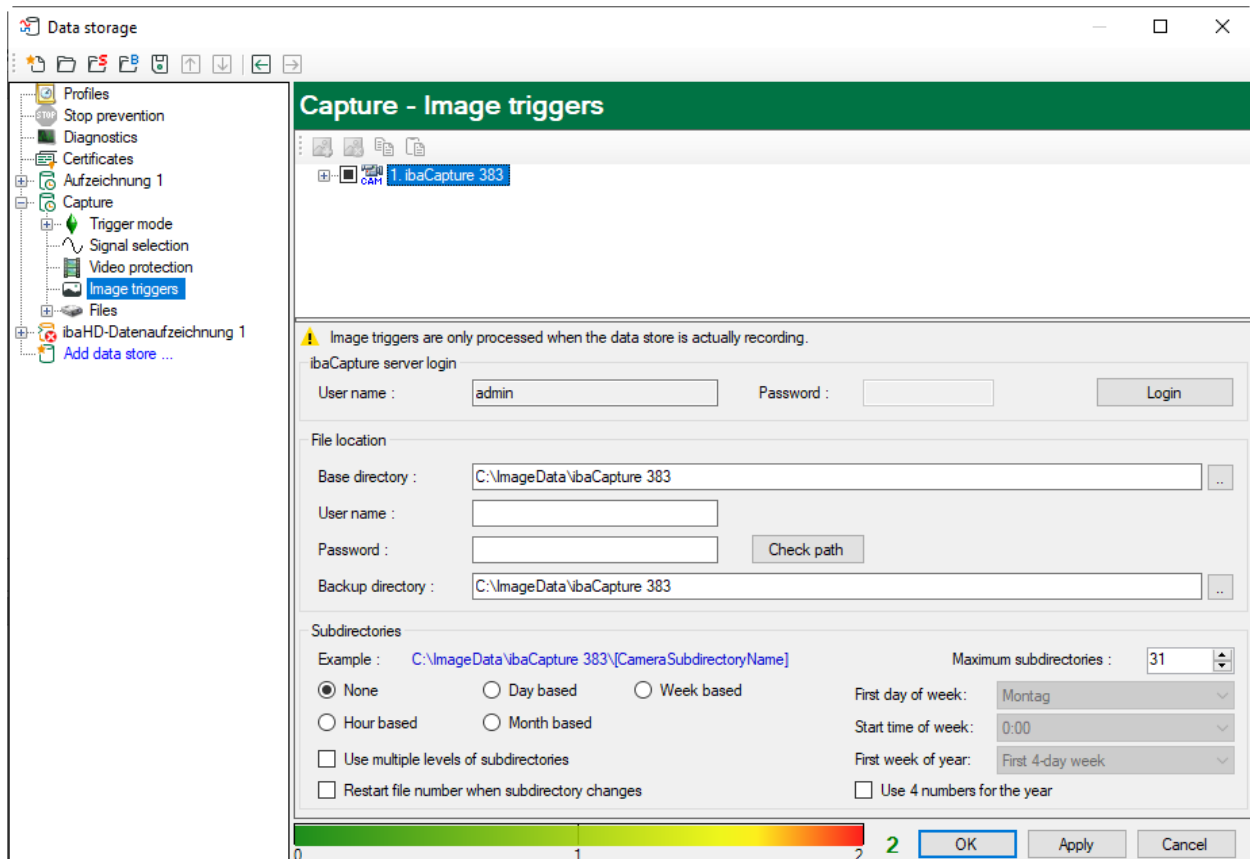 Data storage
Profiles
STOP Stop prevention
Diagnostics
Certificates
Aufzeichnung 1
Capture
Trigger mode
Signal selection
Video protection
Image triggers
Files
ibaHD-Datenaufzeichnung 1
Add data store ...
Capture - Image triggers
CAM 1. ibaCapture 383
Image triggers are only processed when the data store is actually recording.
ibaCapture server login
User name : admin Password : Login
File location
Base directory : C:\ImageData\ibaCapture 383 ..
User name :
Password : Check path
Backup directory : C:\ImageData\ibaCapture 383 ..
Subdirectories
Example : C:\ImageData\ibaCapture 383\[CameraSubdirectoryName] Maximum subdirectories : 31
None Day based Week based First day of week: Montag
Hour based Month based Start time of week: 0:00
Use multiple levels of subdirectories First week of year: First 4-day week
Restart file number when subdirectory changes Use 4 numbers for the year
0 1 2 2 OK Apply Cancel